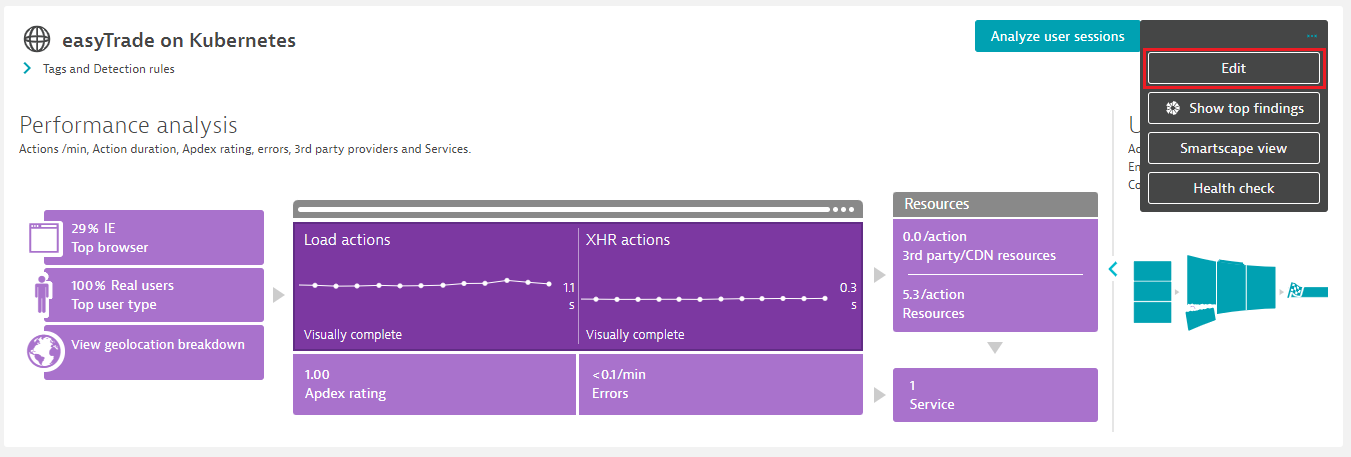 easyTrade on Kubernetes
Analyze user sessions
...
Edit
Tags and Detection rules
Show top findings
Smartscape view
Health check
Performance analysis
Actions /min, Action duration, Apdex rating, errors, 3rd party providers and Services.
29% IE
Top browser
100% Real users
Top user type
View geolocation breakdown
Load actions
1.1
s
Visually complete
XHR actions
0.3
s
Visually complete
1.00
Apdex rating
<0.1/min
Errors
Resources
0.0/action
3rd party/CDN resources
5.3/action
Resources
1
Service